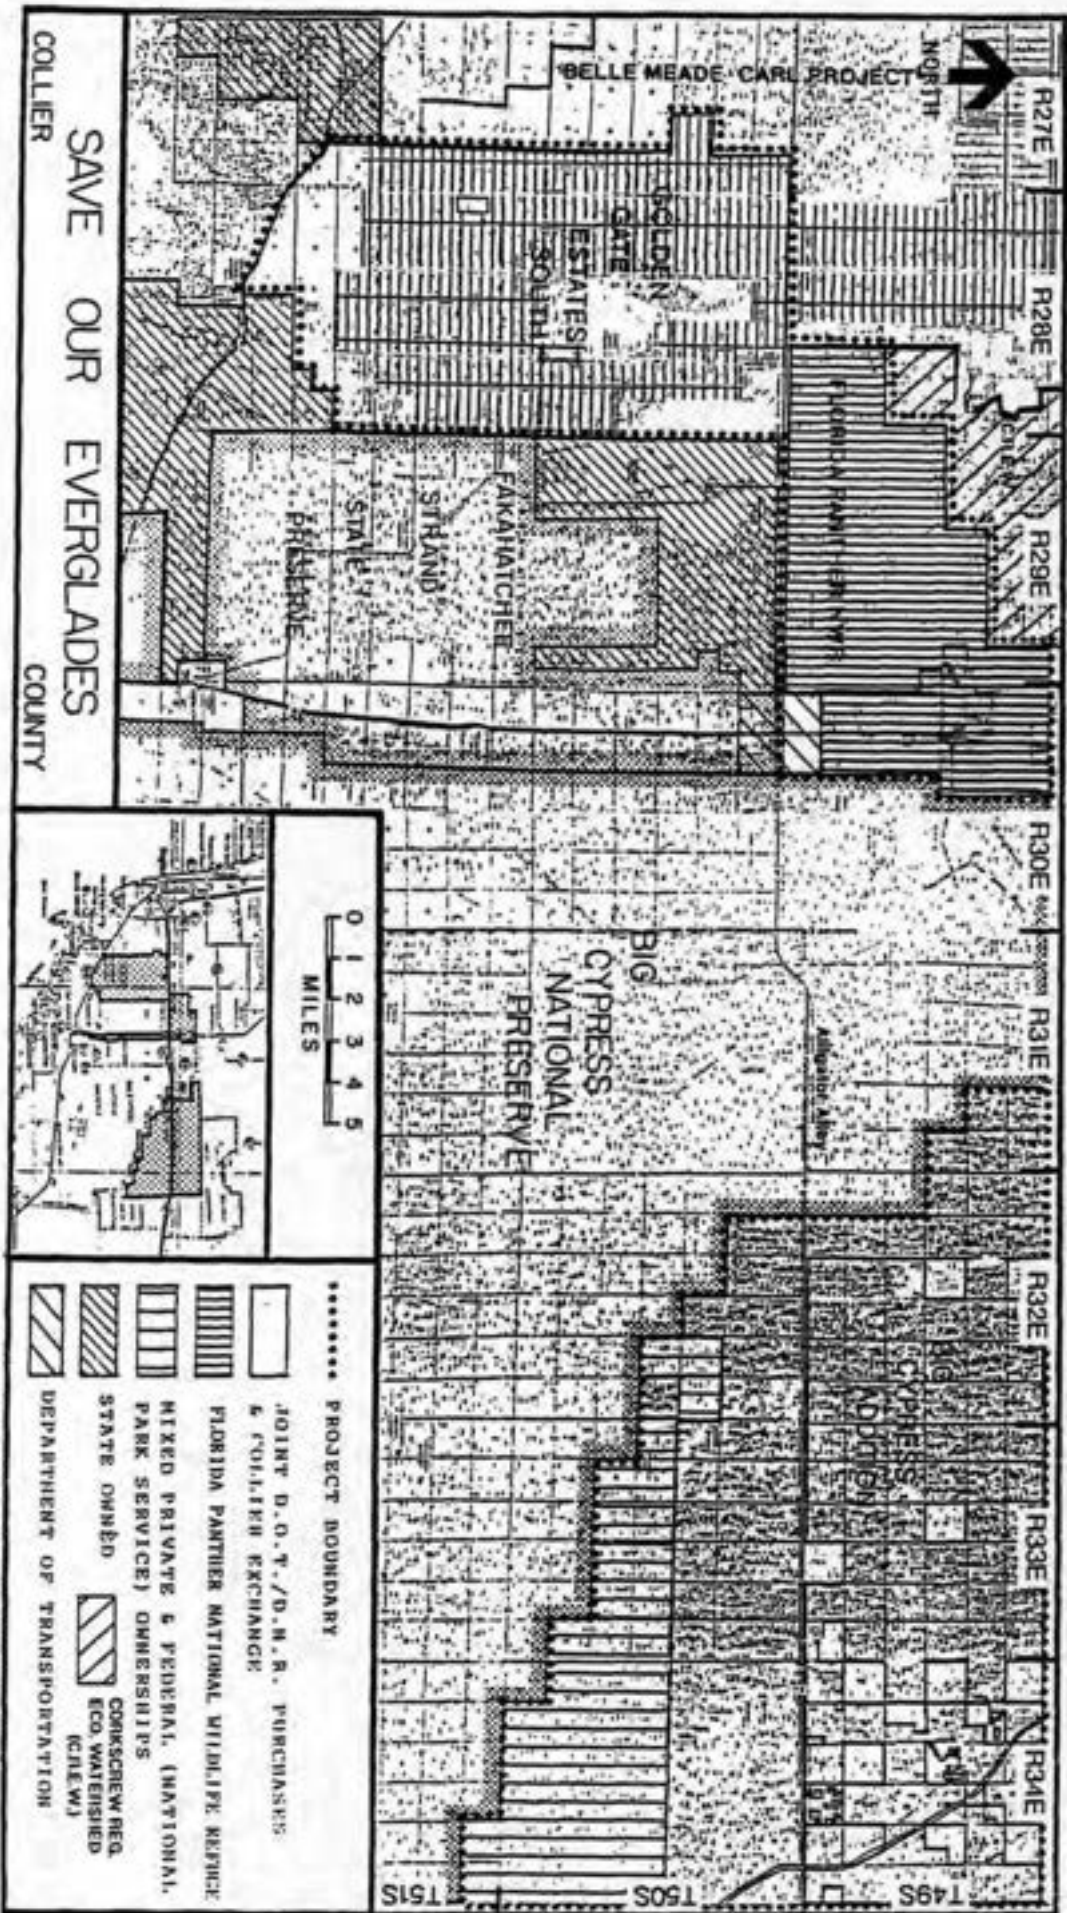 R27E
R28E
R29E
R30E
R31E
R32E
R33E
R34E
NORTH
BELLE MEADE CARL PROJECT
GOLDEN
GATE
ESTATES
SOUTH
FLORIDA PANTHER NWR
FAKAHATCHEE
STRAND
STATE
PRESERVE
Alligator Alley
BIG
CYPRESS
NATIONAL
PRESERVE
BIG
CYPRESS
ADDITION
T49S
T50S
T51S
SAVE OUR EVERGLADES
COLLIER COUNTY
0 1 2 3 4 5
MILES
PROJECT BOUNDARY
JOINT D.O.T./D.N.R. PURCHASES
& COLLIER EXCHANGE
FLORIDA PANTHER NATIONAL WILDLIFE REFUGE
MIXED PRIVATE & FEDERAL (NATIONAL
PARK SERVICE) OWNERSHIPS
STATE OWNED
CORKSCREW REG.
ECO. WATERSHED
(C.R.E.W.)
DEPARTMENT OF TRANSPORTATION